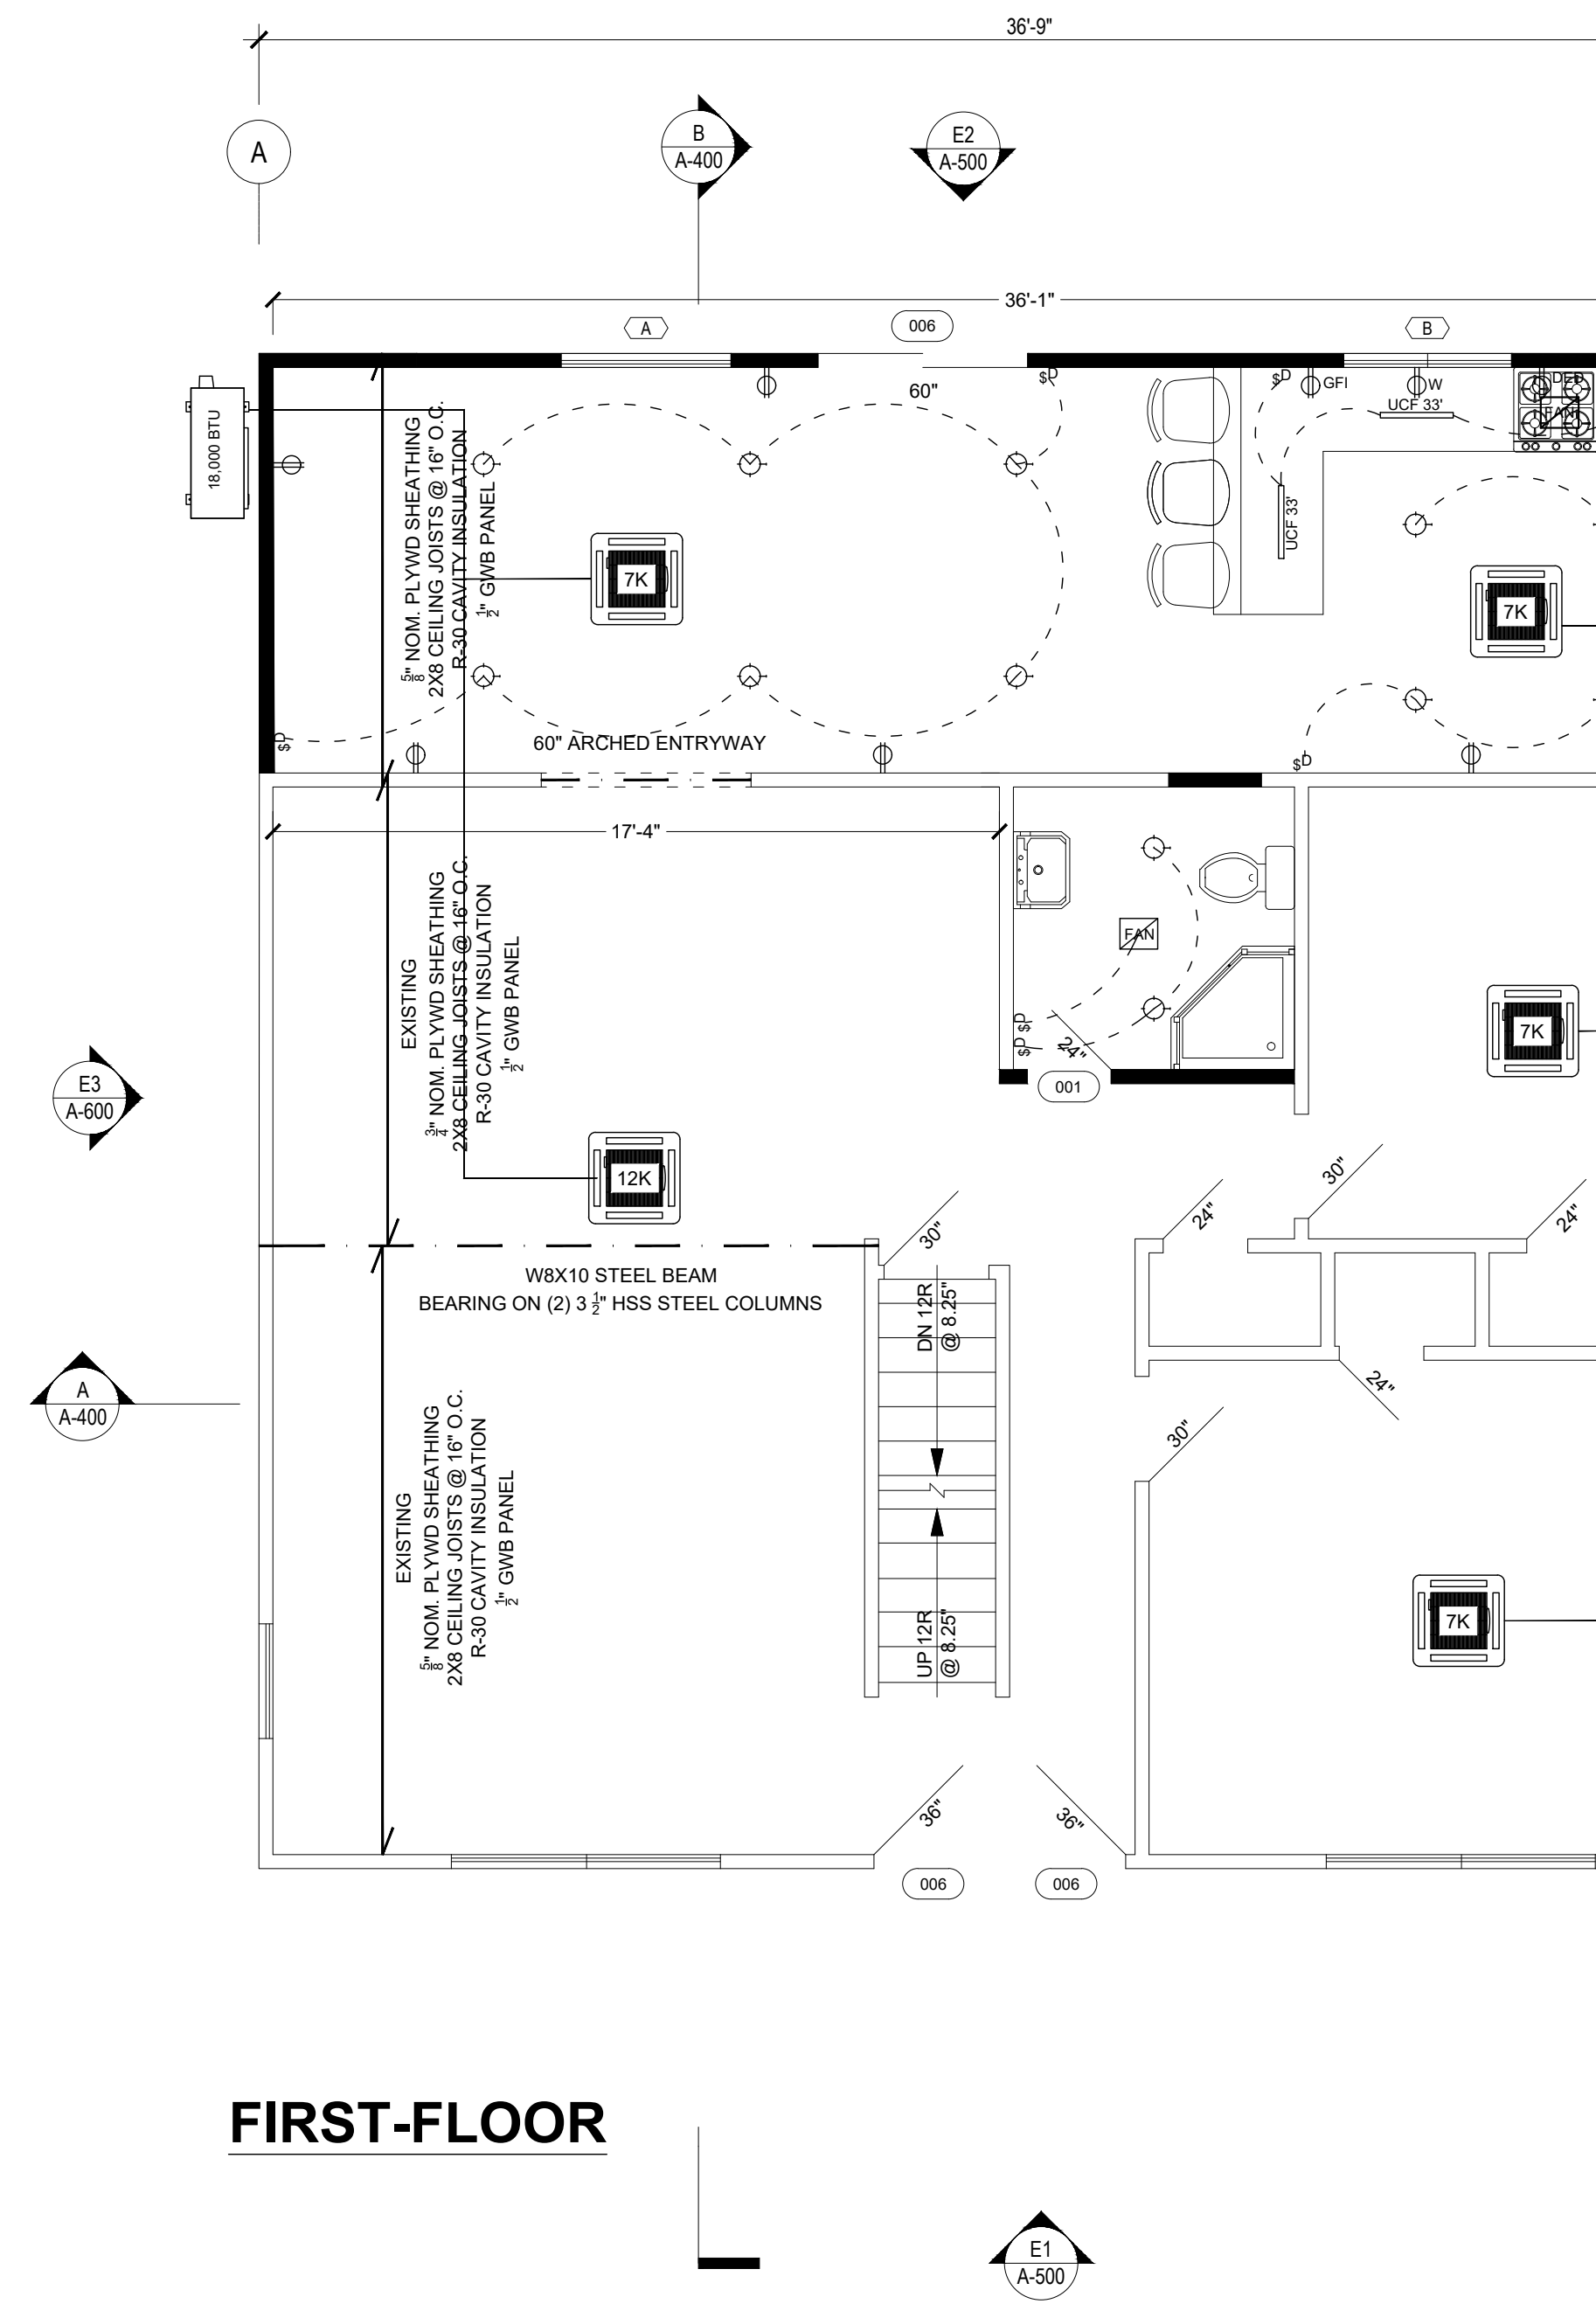 36'-9"
A
B
A-400
E2
A-500
36'-1"
A
006
B
60"
$D
$D
GFI
W
DED
UCF 33'
FAN
18,000 BTU
5/8" NOM. PLYWD SHEATHING
2X8 CEILING JOISTS @ 16" O.C.
R-30 CAVITY INSULATION
1/2" GWB PANEL
UCF 33'
7K
7K
$D
60" ARCHED ENTRYWAY
$D
17'-4"
EXISTING
3/4" NOM. PLYWD SHEATHING
2X8 CEILING JOISTS @ 16" O.C.
R-30 CAVITY INSULATION
1/2" GWB PANEL
FAN
$D
$D
24"
001
7K
E3
A-600
12K
30"
24"
30"
24"
W8X10 STEEL BEAM
BEARING ON (2) 3 1/2" HSS STEEL COLUMNS
DN 12R
@ 8.25"
A
A-400
24"
30"
EXISTING
5/8" NOM. PLYWD SHEATHING
2X8 CEILING JOISTS @ 16" O.C.
R-30 CAVITY INSULATION
1/2" GWB PANEL
UP 12R
@ 8.25"
7K
36"
36"
006
006
FIRST-FLOOR
E1
A-500